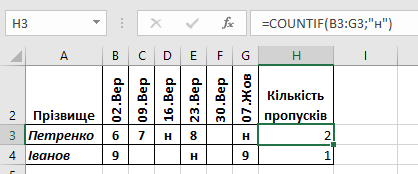 H3 =COUNTIF(B3:G3;"н")
A B C D E F G H I
2 Прізвище 02.Вер 09.Вер 16.Вер 23.Вер 30.Вер 07.Жов Кількість пропусків
3 Петренко 6 7 н 8 н 2
4 Іванов 9 н 9 1